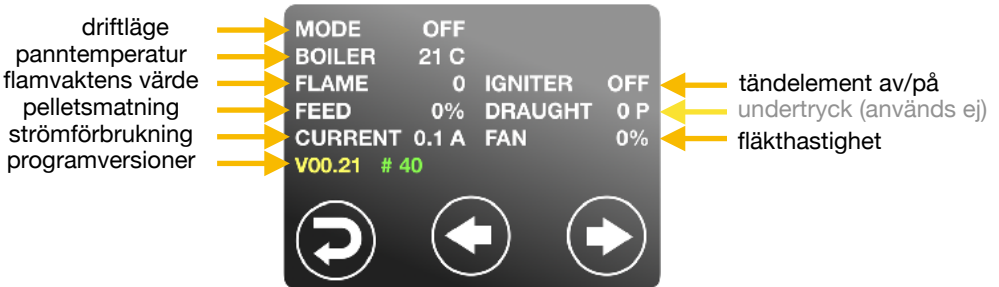 driftläge
panntemperatur
flamvaktens värde
pelletsmatning
strömförbrukning
programversioner
MODE OFF
BOILER 21 C
FLAME 0 IGNITER OFF
FEED 0% DRAUGHT 0 P
CURRENT 0.1 A FAN 0%
V00.21 # 40
tändelement av/på
undertryck (används ej)
fläkthastighet